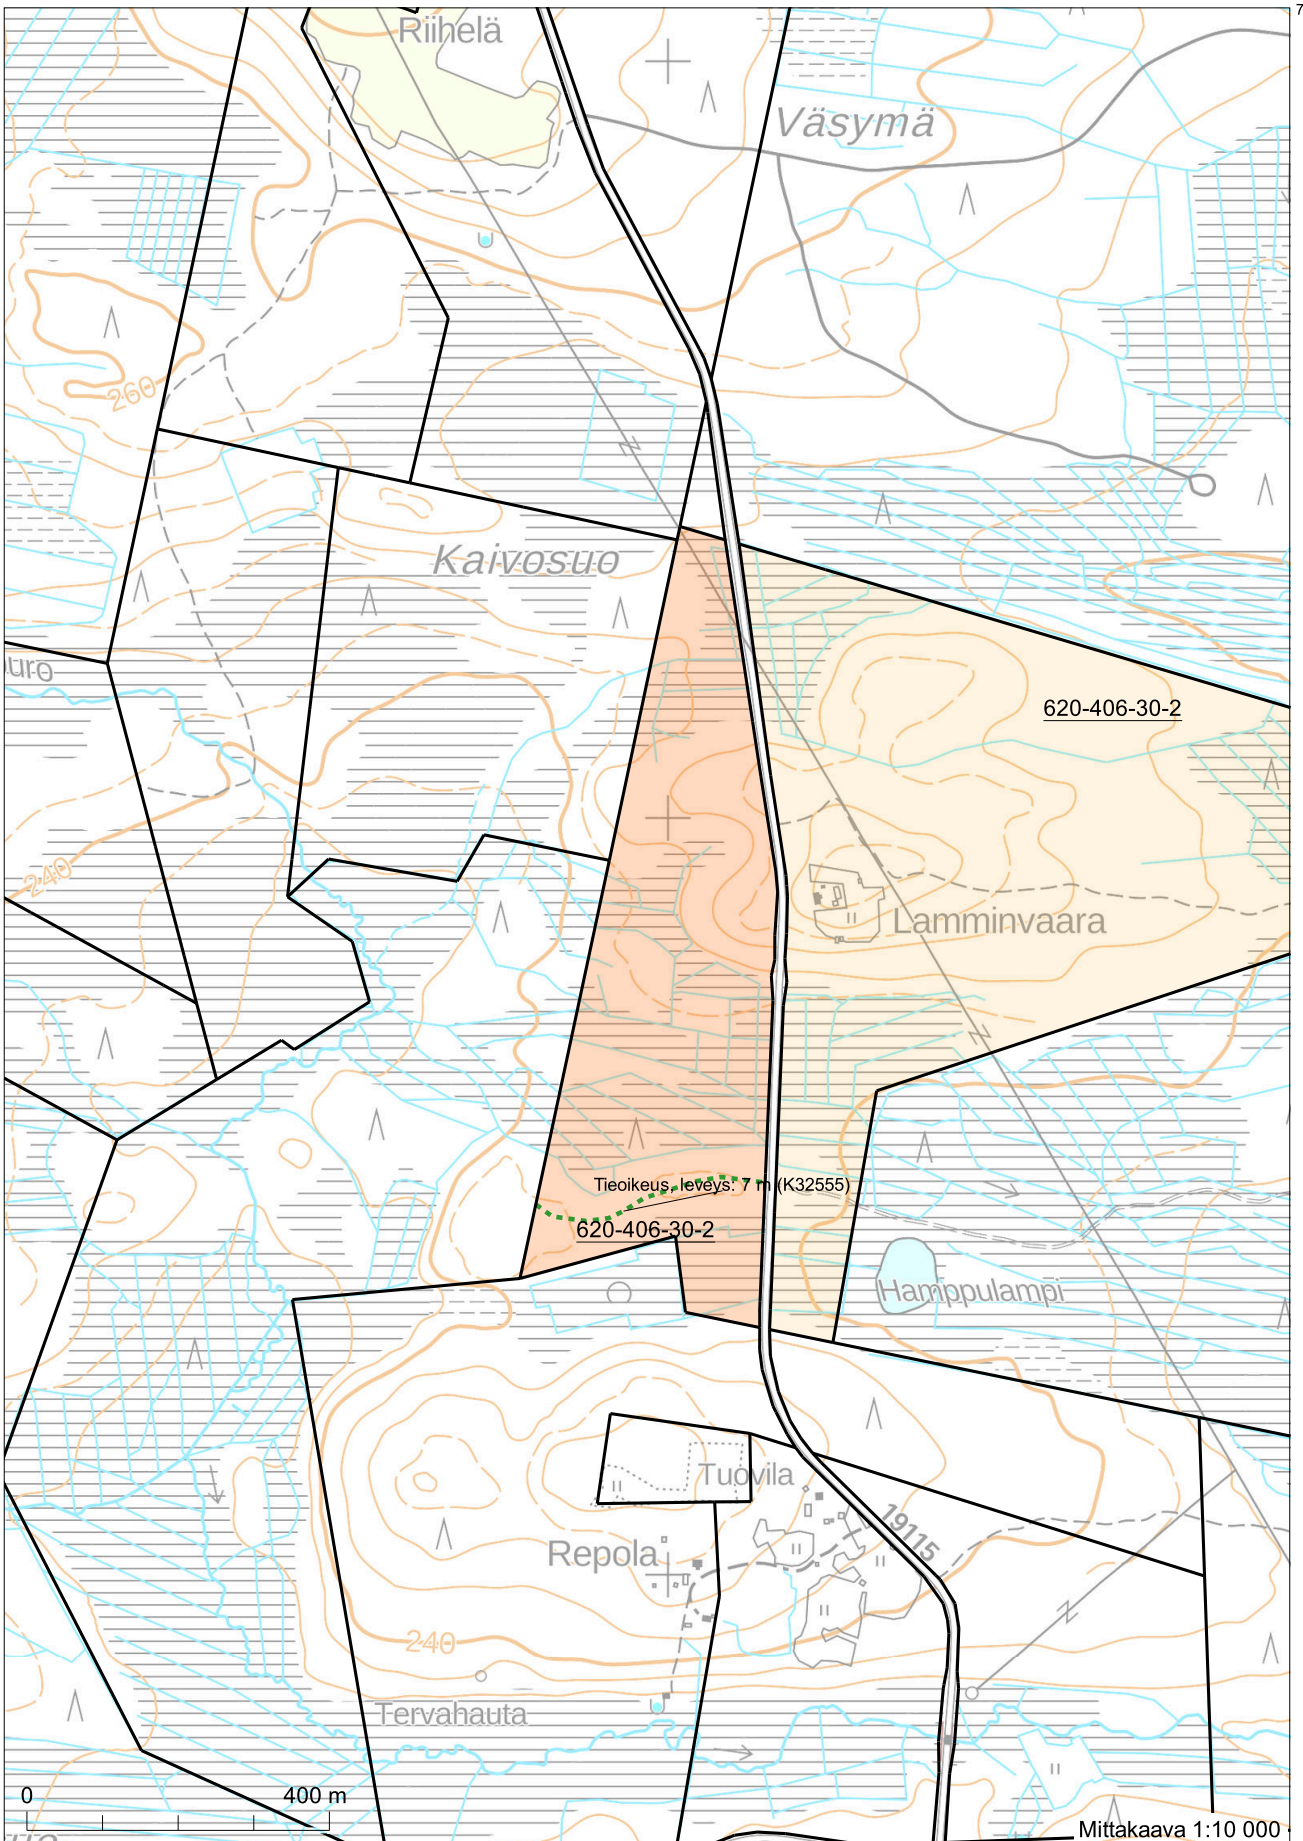 7
Riihelä
Väsymä
260
Kaivosuo
uro
620-406-30-2
240
Lamminvaara
Tieoikeus, leveys: 7 m (K32555)
620-406-30-2
Hamppulampi
Tuovila
19115
Repola
240
Tervahauta
0 400 m
Mittakaava 1:10 000